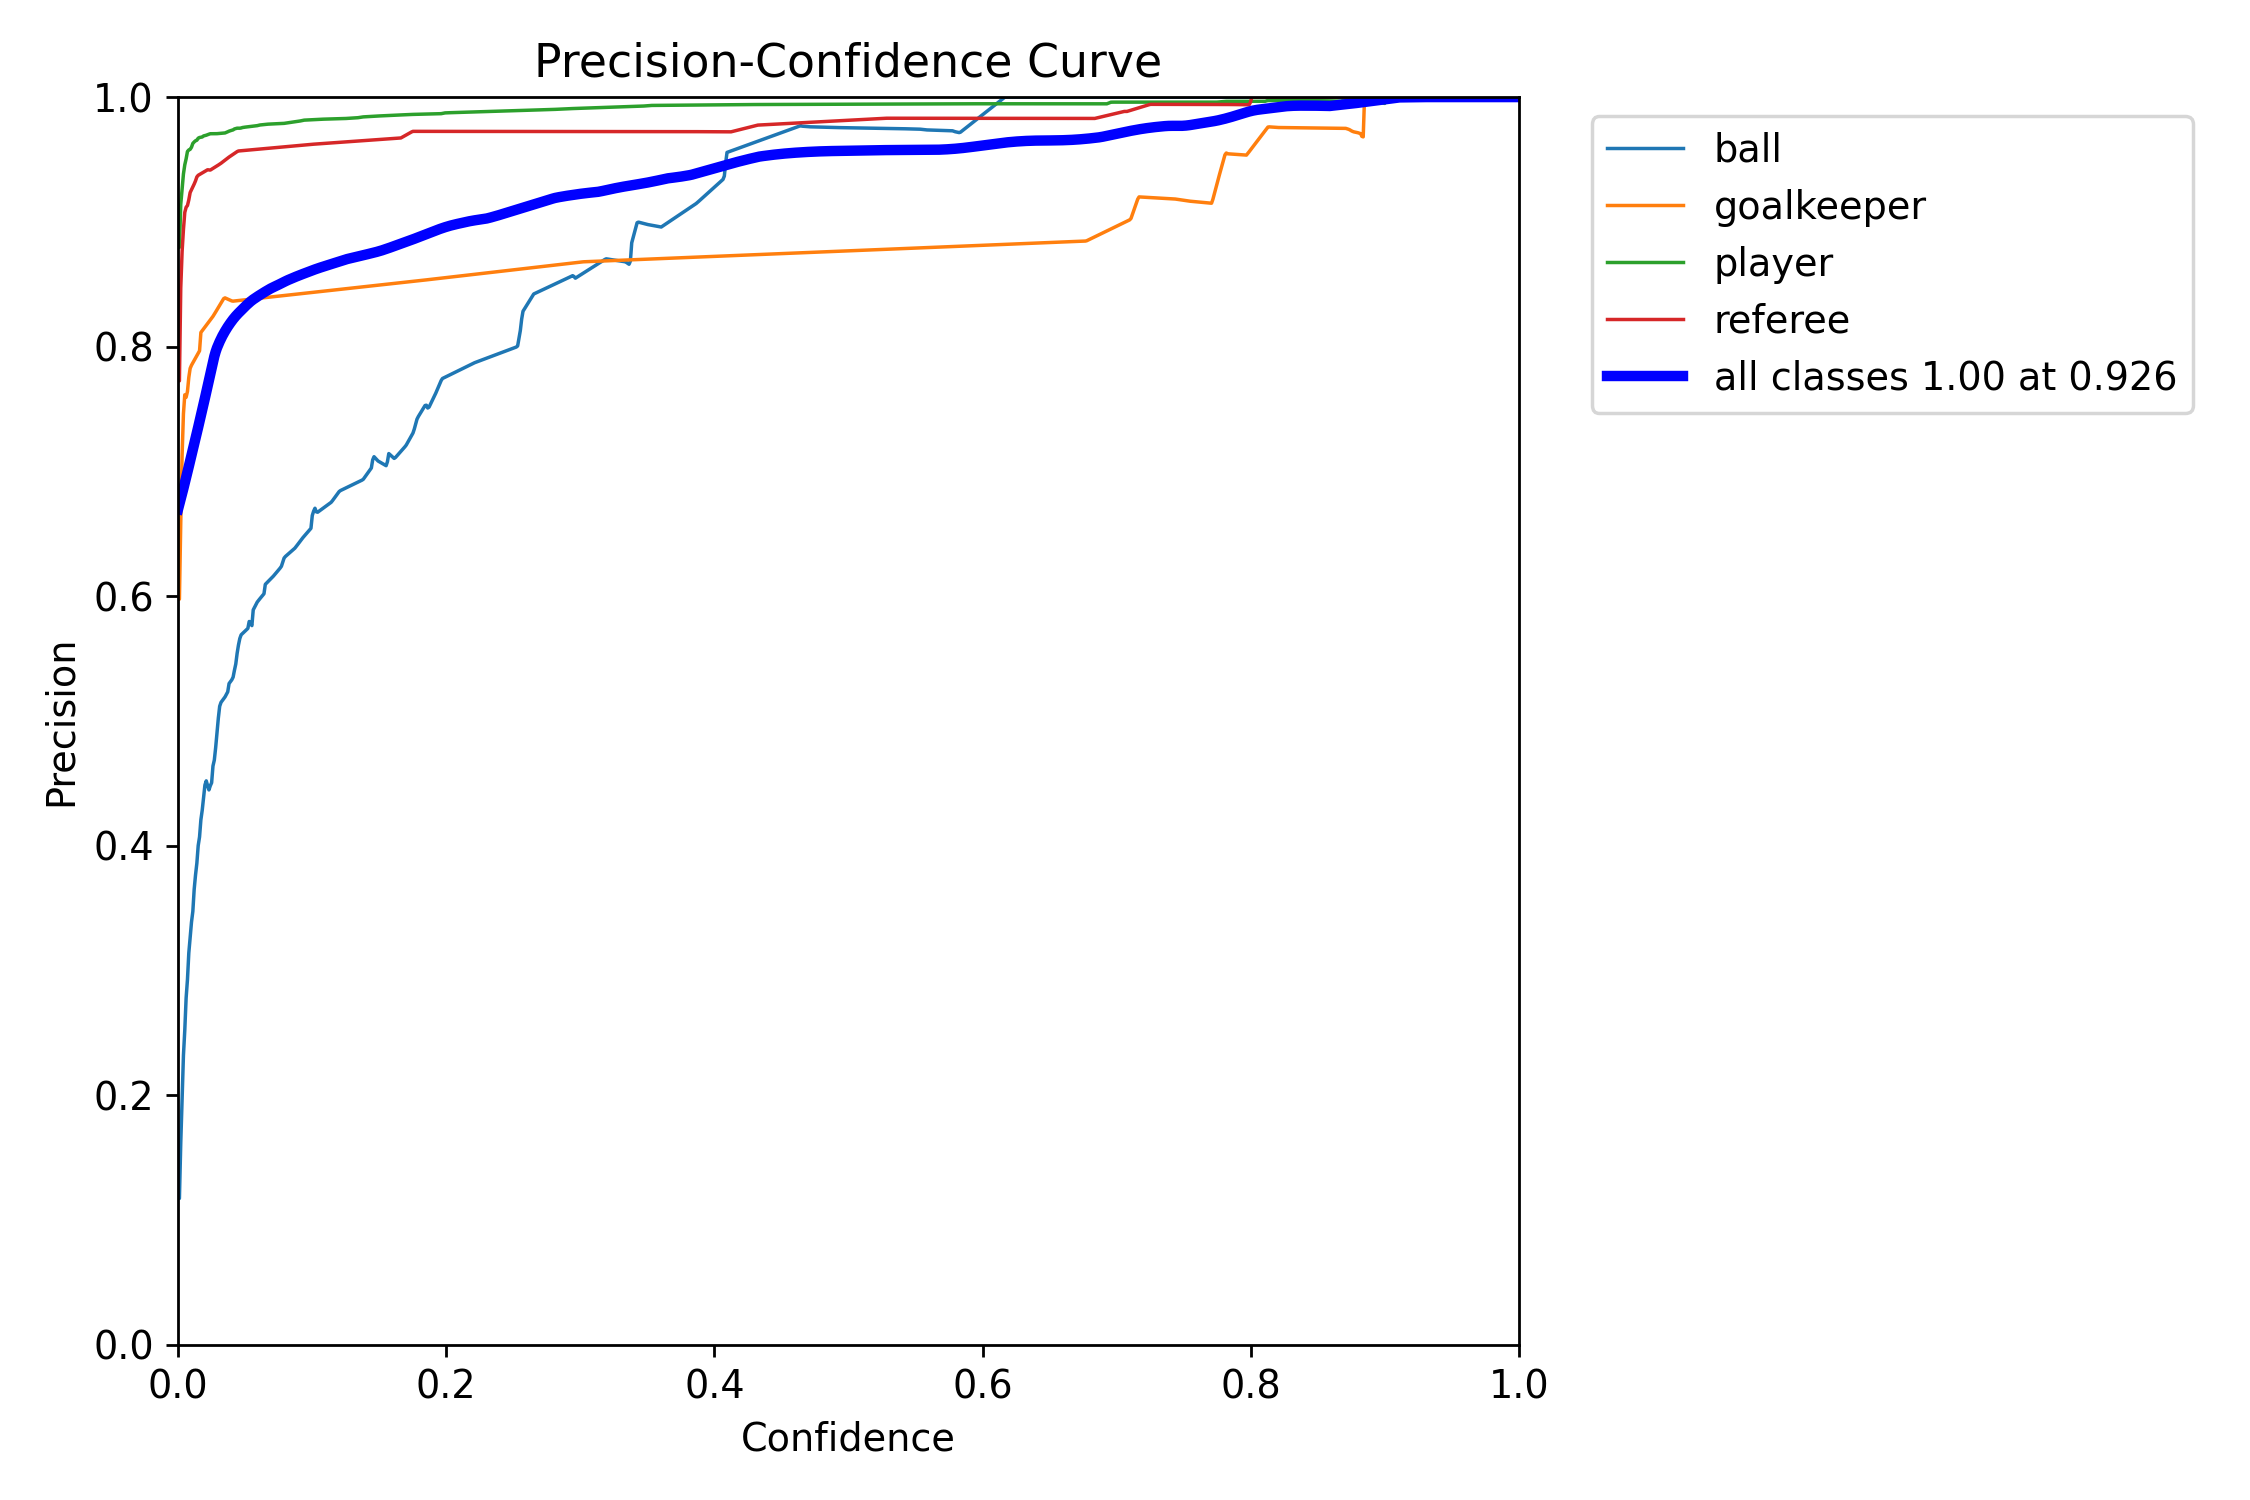 Precision-Confidence Curve
1.0
0.8
0.6
0.4
0.2
0.0
Precision
0.0 0.2 0.4 0.6 0.8 1.0
Confidence
ball
goalkeeper
player
referee
all classes 1.00 at 0.926